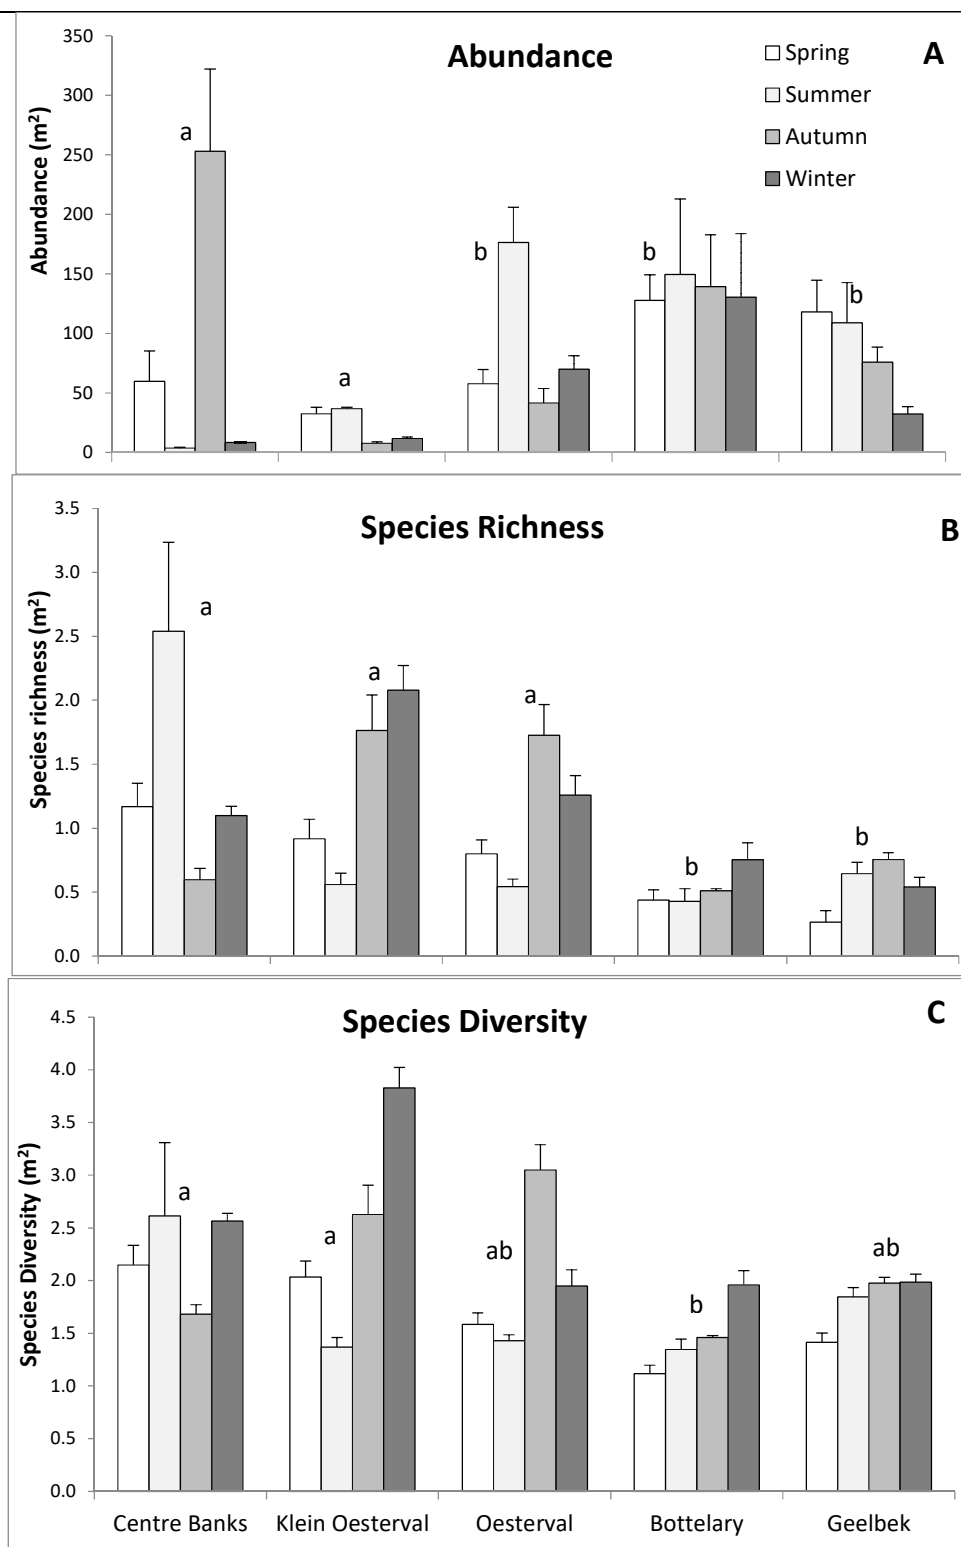 Abundance
A
Spring
Summer
Autumn
Winter
Abundance (m²)
350
300
250
200
150
100
50
0
a
a
b
b
b
Species Richness
B
Species richness (m²)
3.5
3.0
2.5
2.0
1.5
1.0
0.5
0.0
a
a
a
b
b
Species Diversity
C
Species Diversity (m²)
4.5
4.0
3.5
3.0
2.5
2.0
1.5
1.0
0.5
0.0
a
a
ab
b
ab
Centre Banks
Klein Oesterval
Oesterval
Bottelary
Geelbek